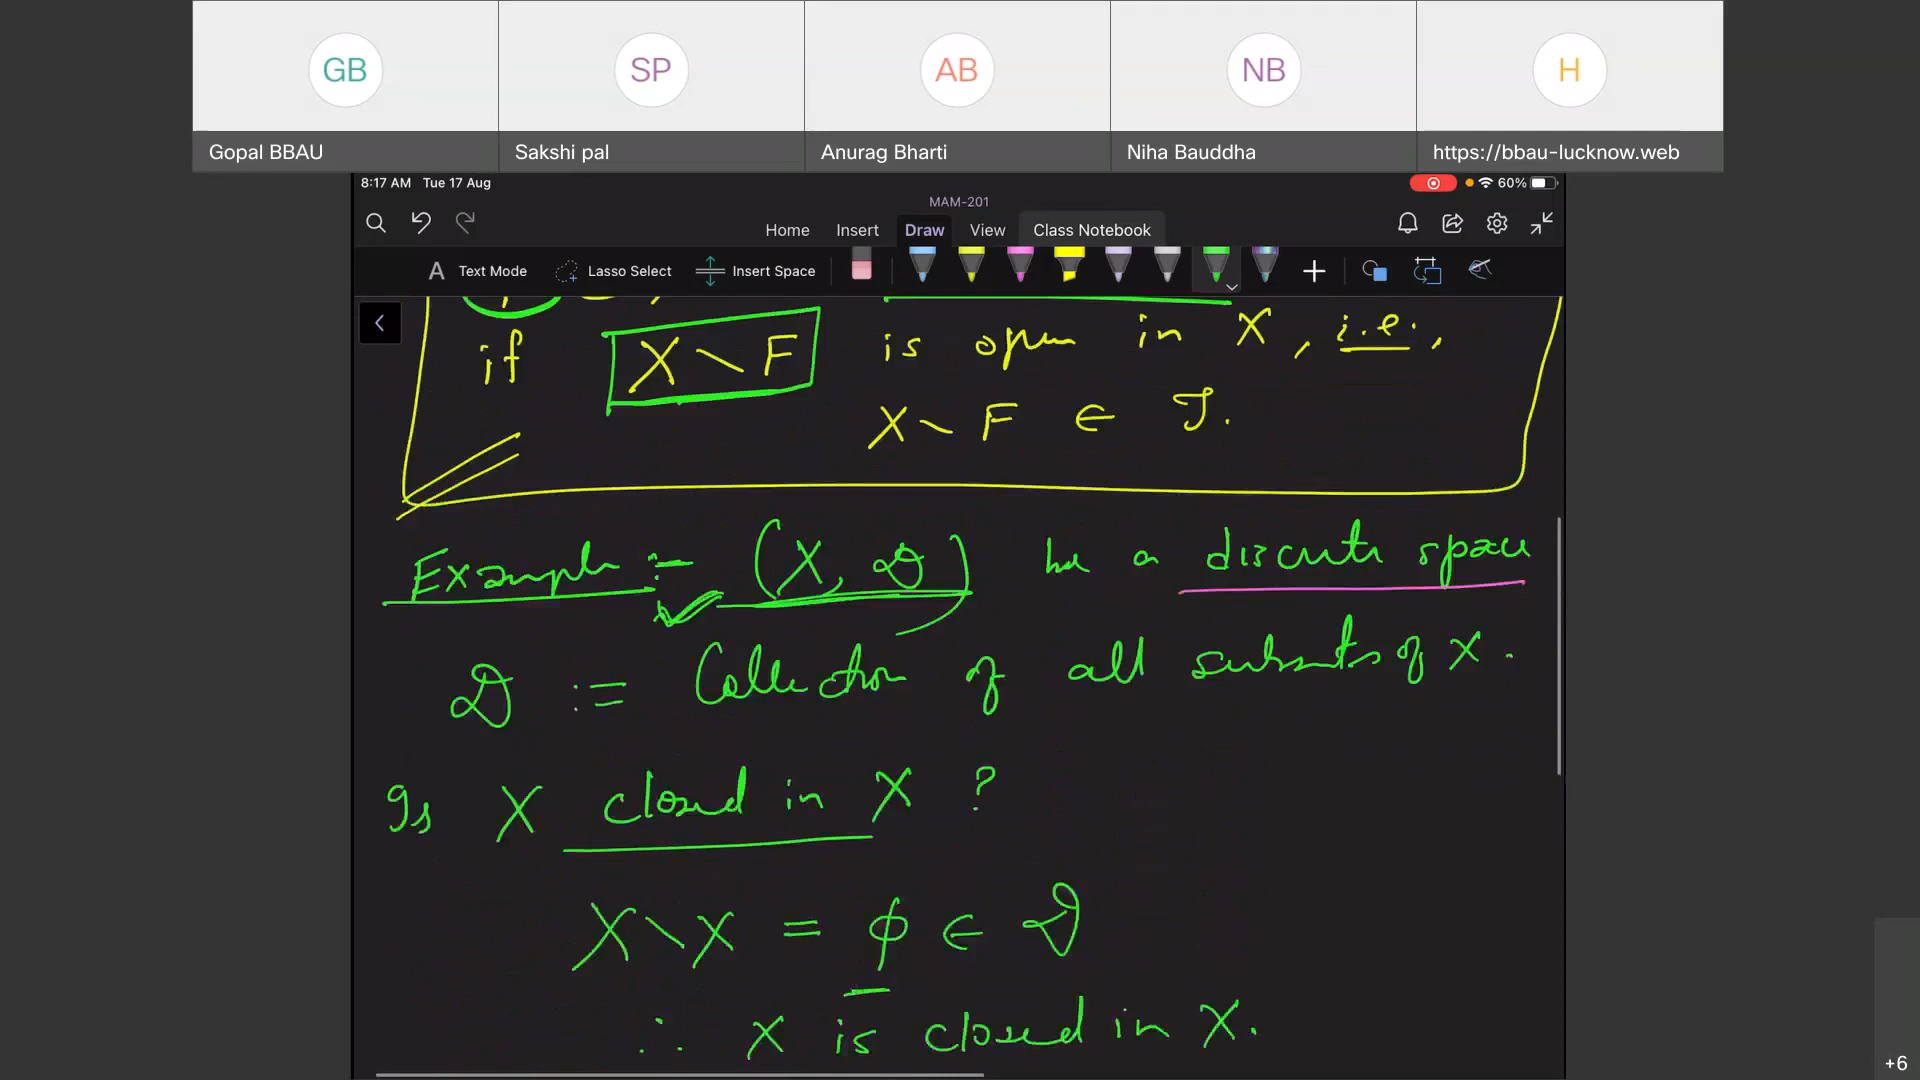 GB SP AB NB H
Gopal BBAU Sakshi pal Anurag Bharti Niha Bauddha https://bbau-lucknow.web
8:17 AM Tue 17 Aug 60%
MAM-201
Home Insert Draw View Class Notebook
A Text Mode Lasso Select Insert Space
if X \ F is open in X, i.e.,
X \ F ∈ 𝒯.
Example :- (X, 𝒟) be a discrete space
𝒟 := Collection of all subsets of X.
Is X closed in X ?
X \ X = ϕ ∈ 𝒟
∴ X is closed in X.
+6